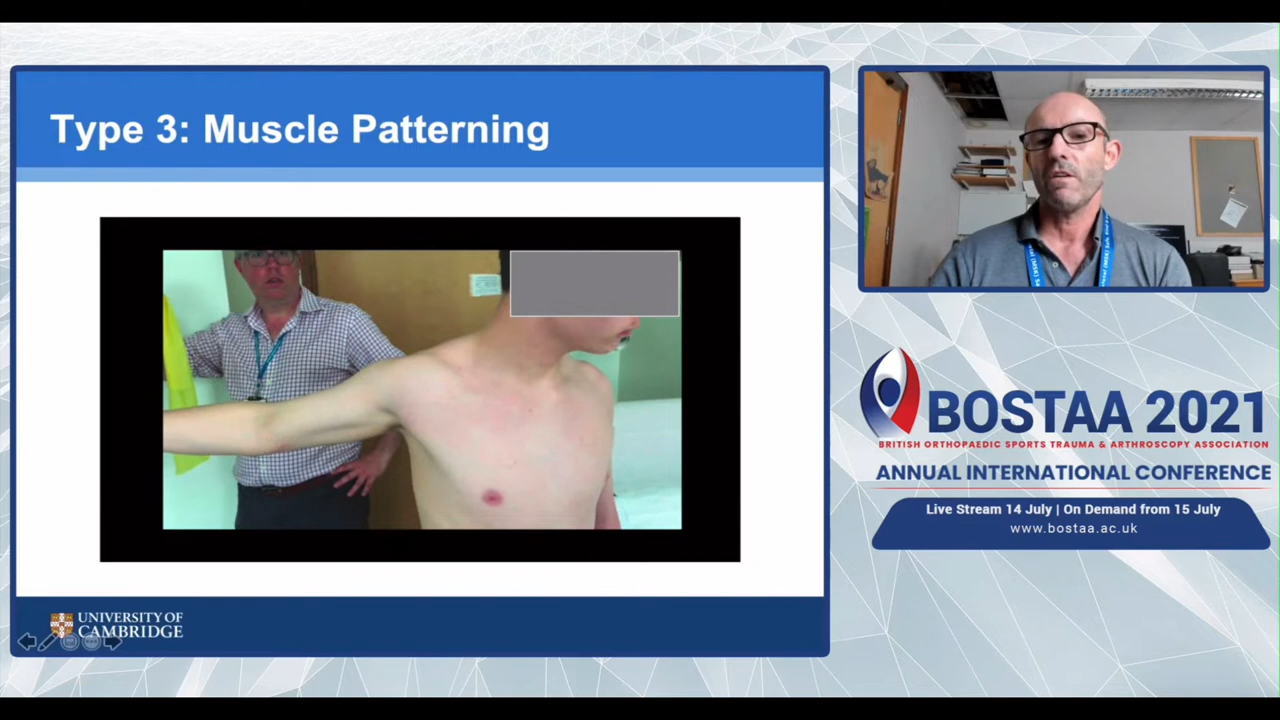 Type 3: Muscle Patterning
UNIVERSITY OF
CAMBRIDGE
BOSTAA 2021
BRITISH ORTHOPAEDIC SPORTS TRAUMA & ARTHROSCOPY ASSOCIATION
ANNUAL INTERNATIONAL CONFERENCE
Live Stream 14 July | On Demand from 15 July
www.bostaa.ac.uk